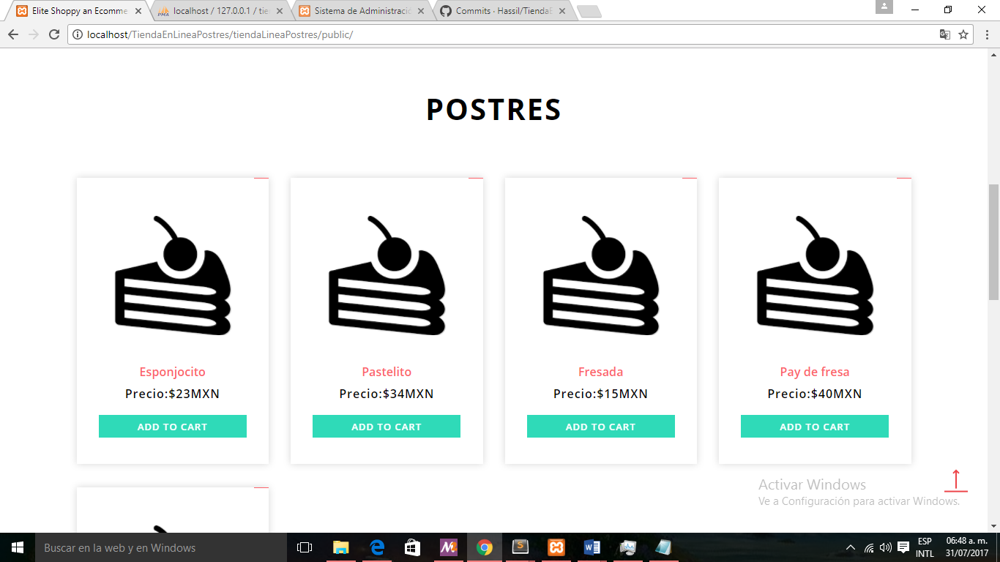 Elite Shoppy an Ecomme
localhost / 127.0.0.1 / tie
Sistema de Administració
Commits - Hassil/TiendaE
localhost/TiendaEnLineaPostres/tiendaLineaPostres/public/
POSTRES
Esponjocito
Precio:$23MXN
ADD TO CART
Pastelito
Precio:$34MXN
ADD TO CART
Fresada
Precio:$15MXN
ADD TO CART
Pay de fresa
Precio:$40MXN
ADD TO CART
Activar Windows
Ve a Configuración para activar Windows.
Buscar en la web y en Windows
ESP
INTL
06:48 a. m.
31/07/2017